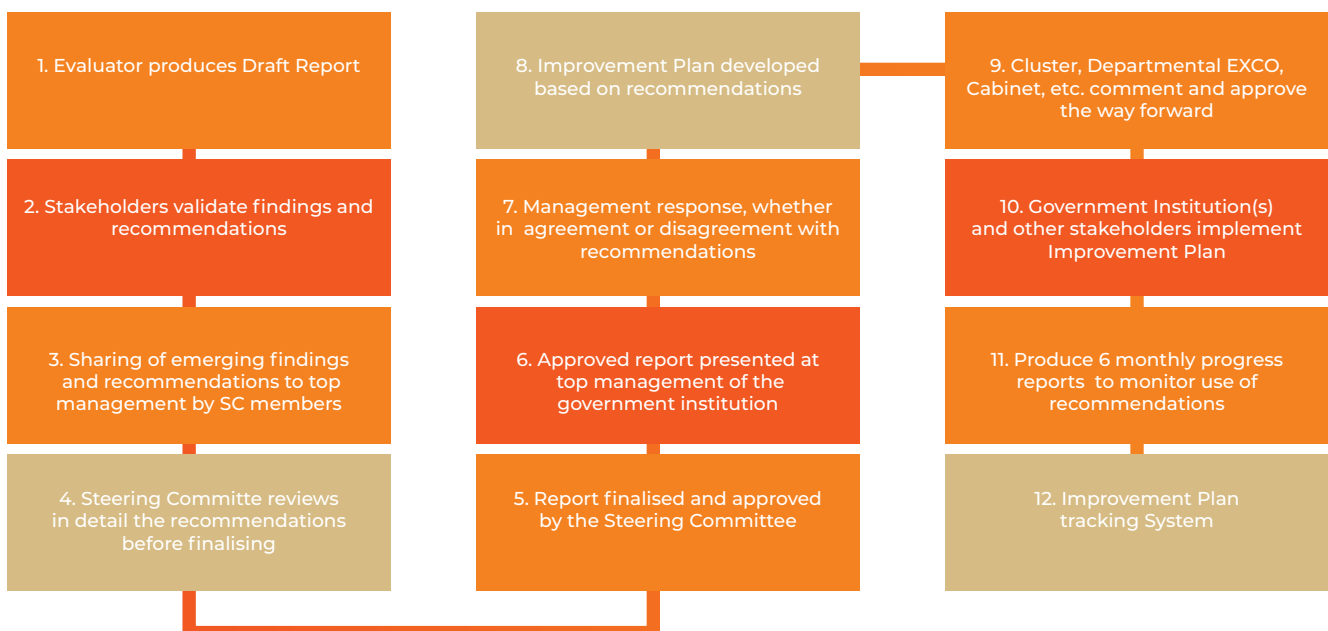 1. Evaluator produces Draft Report
2. Stakeholders validate findings and
recommendations
3. Sharing of emerging findings
and recommendations to top
management by SC members
4. Steering Committe reviews
in detail the recommendations
before finalising
5. Report finalised and approved
by the Steering Committee
6. Approved report presented at
top management of the
government institution
7. Management response, whether
in agreement or disagreement with
recommendations
8. Improvement Plan developed
based on recommendations
9. Cluster, Departmental EXCO,
Cabinet, etc. comment and approve
the way forward
10. Government Institution(s)
and other stakeholders implement
Improvement Plan
11. Produce 6 monthly progress
reports to monitor use of
recommendations
12. Improvement Plan
tracking System